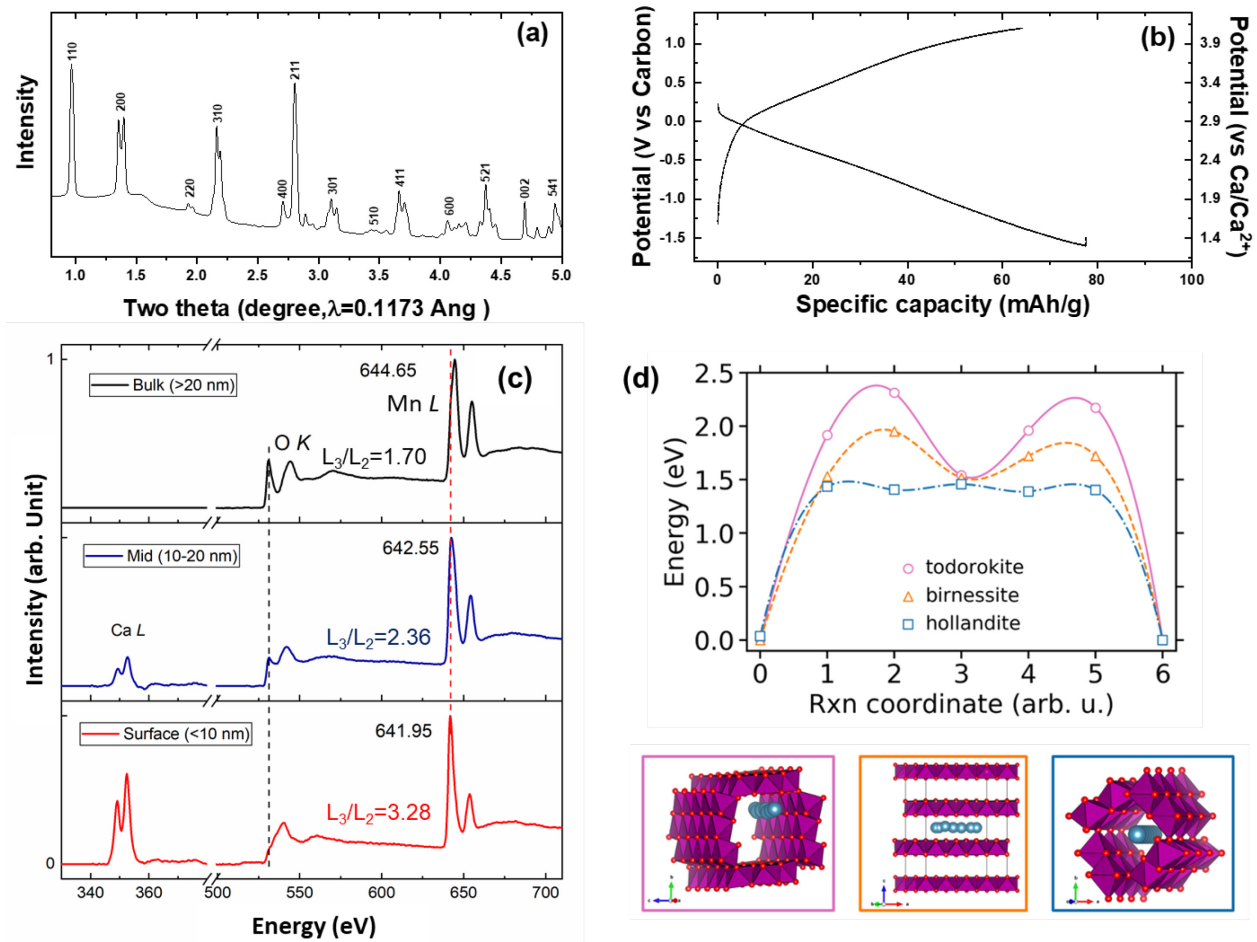 (a)
Intensity
110
200
220
310
400
211
301
510
411
600
521
002
541
1.0 1.5 2.0 2.5 3.0 3.5 4.0 4.5 5.0
Two theta (degree,λ=0.1173 Ang )
(b)
Potential (V vs Carbon)
1.0
0.5
0.0
-0.5
-1.0
-1.5
Potential (vs Ca/Ca2+)
3.9
3.4
2.9
2.4
1.9
1.4
0 20 40 60 80 100
Specific capacity (mAh/g)
(c)
Intensity (arb. Unit)
1
0
Bulk (>20 nm)
644.65
Mn L
O K
L3/L2=1.70
Mid (10-20 nm)
642.55
Ca L
L3/L2=2.36
Surface (<10 nm)
641.95
L3/L2=3.28
330 360 500 550 600 650 700
Energy (eV)
(d)
Energy (eV)
2.5
2.0
1.5
1.0
0.5
0.0
todorokite
birnessite
hollandite
0 1 2 3 4 5 6
Rxn coordinate (arb. u.)